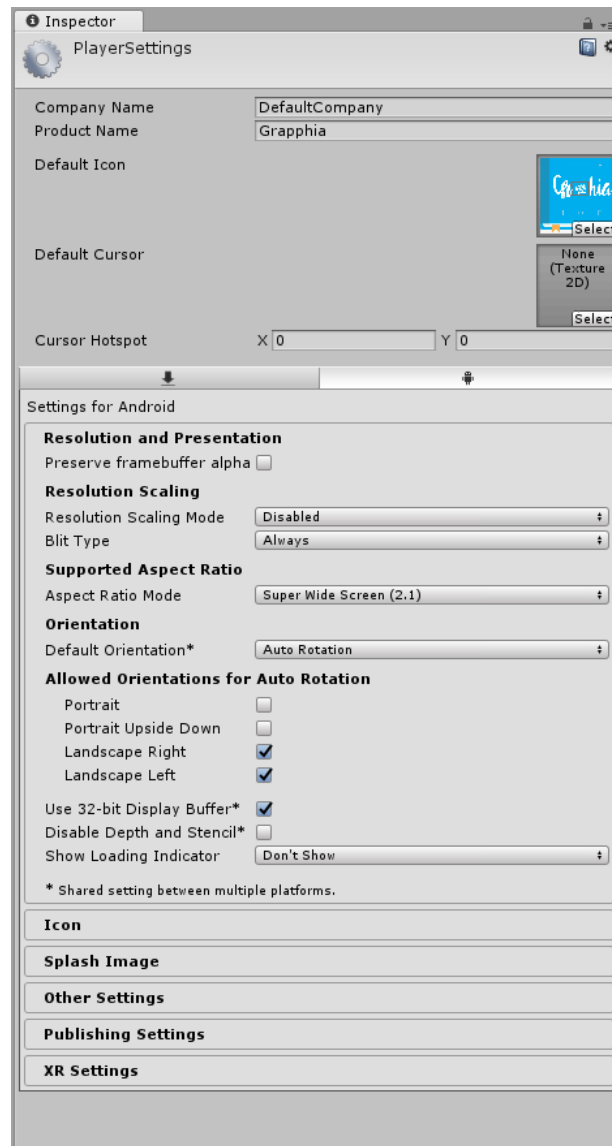 Inspector
PlayerSettings
Company Name DefaultCompany
Product Name Grapphia
Default Icon
Select
Default Cursor
None
(Texture
2D)
Select
Cursor Hotspot X 0 Y 0
Settings for Android
Resolution and Presentation
Preserve framebuffer alpha
Resolution Scaling
Resolution Scaling Mode Disabled
Blit Type Always
Supported Aspect Ratio
Aspect Ratio Mode Super Wide Screen (2.1)
Orientation
Default Orientation* Auto Rotation
Allowed Orientations for Auto Rotation
Portrait
Portrait Upside Down
Landscape Right
Landscape Left
Use 32-bit Display Buffer*
Disable Depth and Stencil*
Show Loading Indicator Don't Show
* Shared setting between multiple platforms.
Icon
Splash Image
Other Settings
Publishing Settings
XR Settings